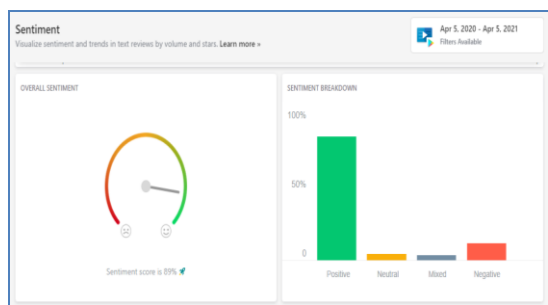 Sentiment
Visualize sentiment and trends in text reviews by volume and stars. Learn more »
Apr 5, 2020 - Apr 5, 2021
Filters Available
OVERALL SENTIMENT
Sentiment score is 89%
SENTIMENT BREAKDOWN
100%
50%
0
Positive Neutral Mixed Negative